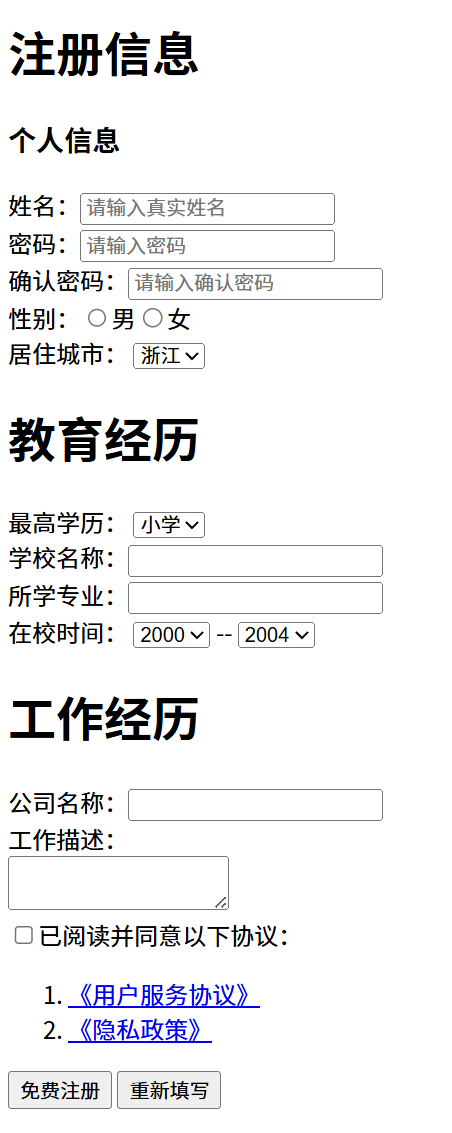 注册信息
个人信息
姓名：请输入真实姓名
密码：请输入密码
确认密码：请输入确认密码
性别：男 女
居住城市：浙江
教育经历
最高学历：小学
学校名称：
所学专业：
在校时间：2000 -- 2004
工作经历
公司名称：
工作描述：
已阅读并同意以下协议：
1. 《用户服务协议》
2. 《隐私政策》
免费注册 重新填写